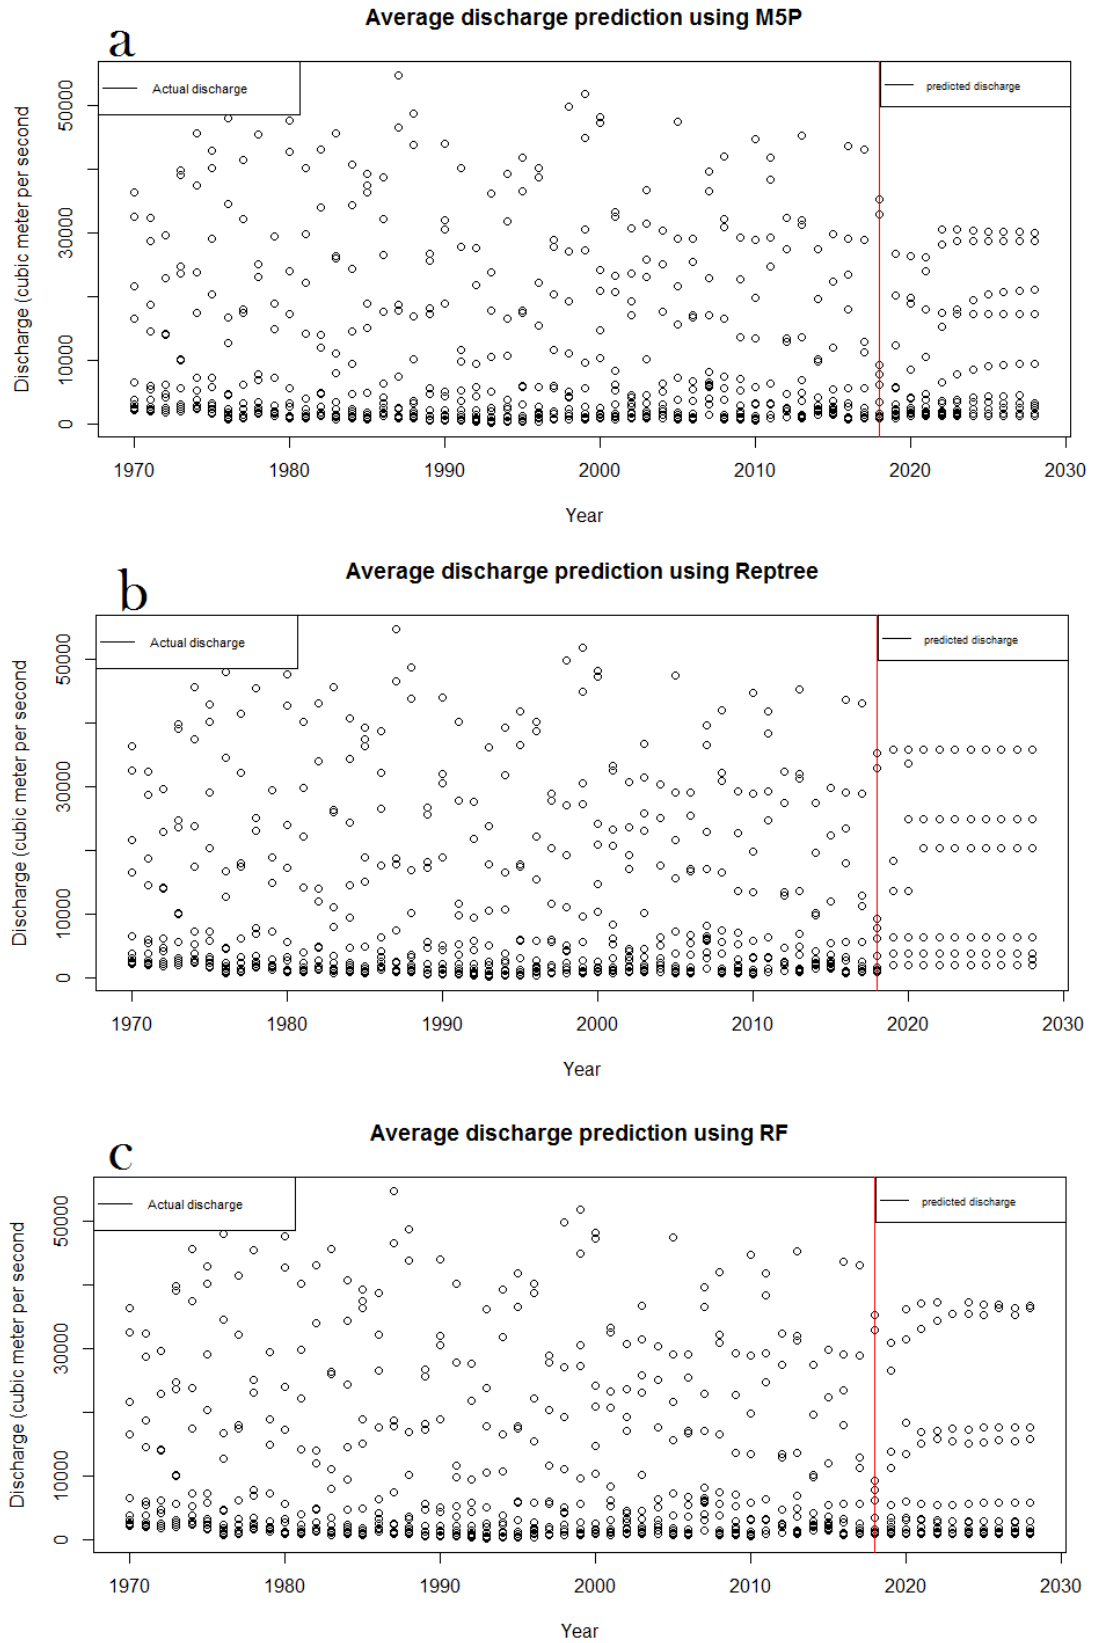 Average discharge prediction using M5P
a
Actual discharge
predicted discharge
Discharge (cubic meter per second
50000
30000
10000
0
1970 1980 1990 2000 2010 2020 2030
Year
Average discharge prediction using Reptree
b
Actual discharge
predicted discharge
Discharge (cubic meter per second
50000
30000
10000
0
1970 1980 1990 2000 2010 2020 2030
Year
Average discharge prediction using RF
c
Actual discharge
predicted discharge
Discharge (cubic meter per second
50000
30000
10000
0
1970 1980 1990 2000 2010 2020 2030
Year